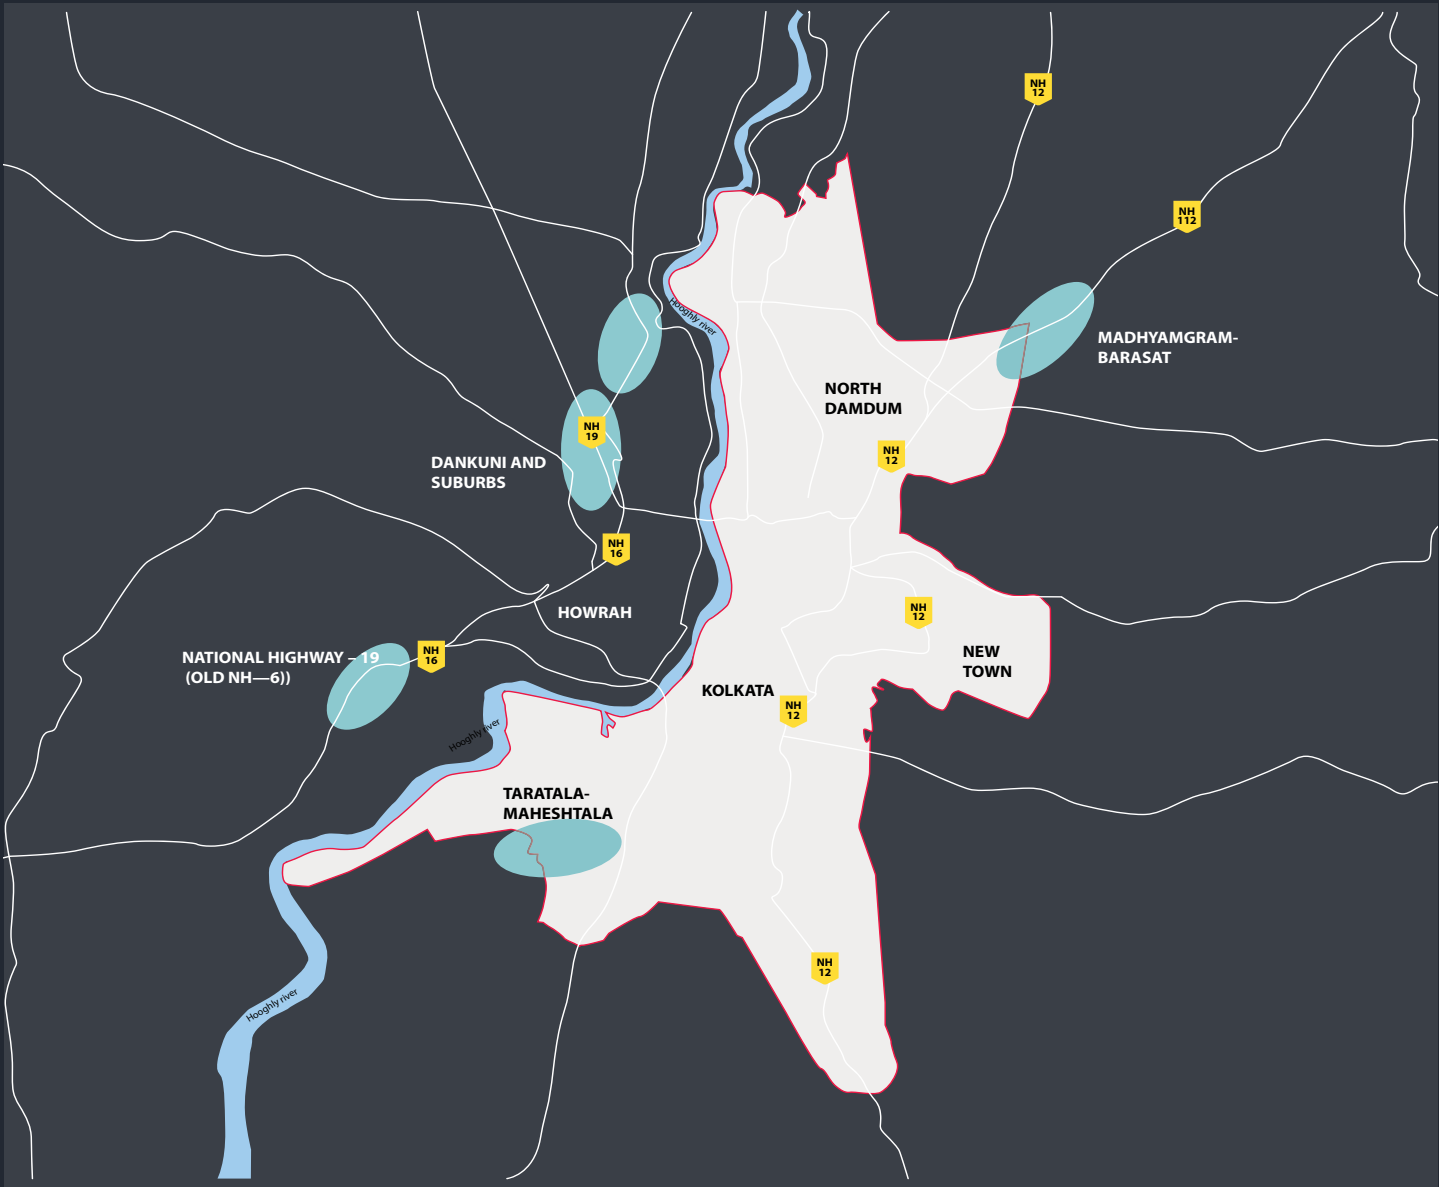 NH
12
NH
112
Hooghly river
MADHYAMGRAM-
BARASAT
NORTH
DAMDUM
NH
19
NH
12
DANKUNI AND
SUBURBS
NH
16
HOWRAH
NH
12
NATIONAL HIGHWAY – 19
(OLD NH—6))
NH
16
NEW
TOWN
KOLKATA
NH
12
Hooghly river
TARATALA-
MAHESHTALA
NH
12
Hooghly river